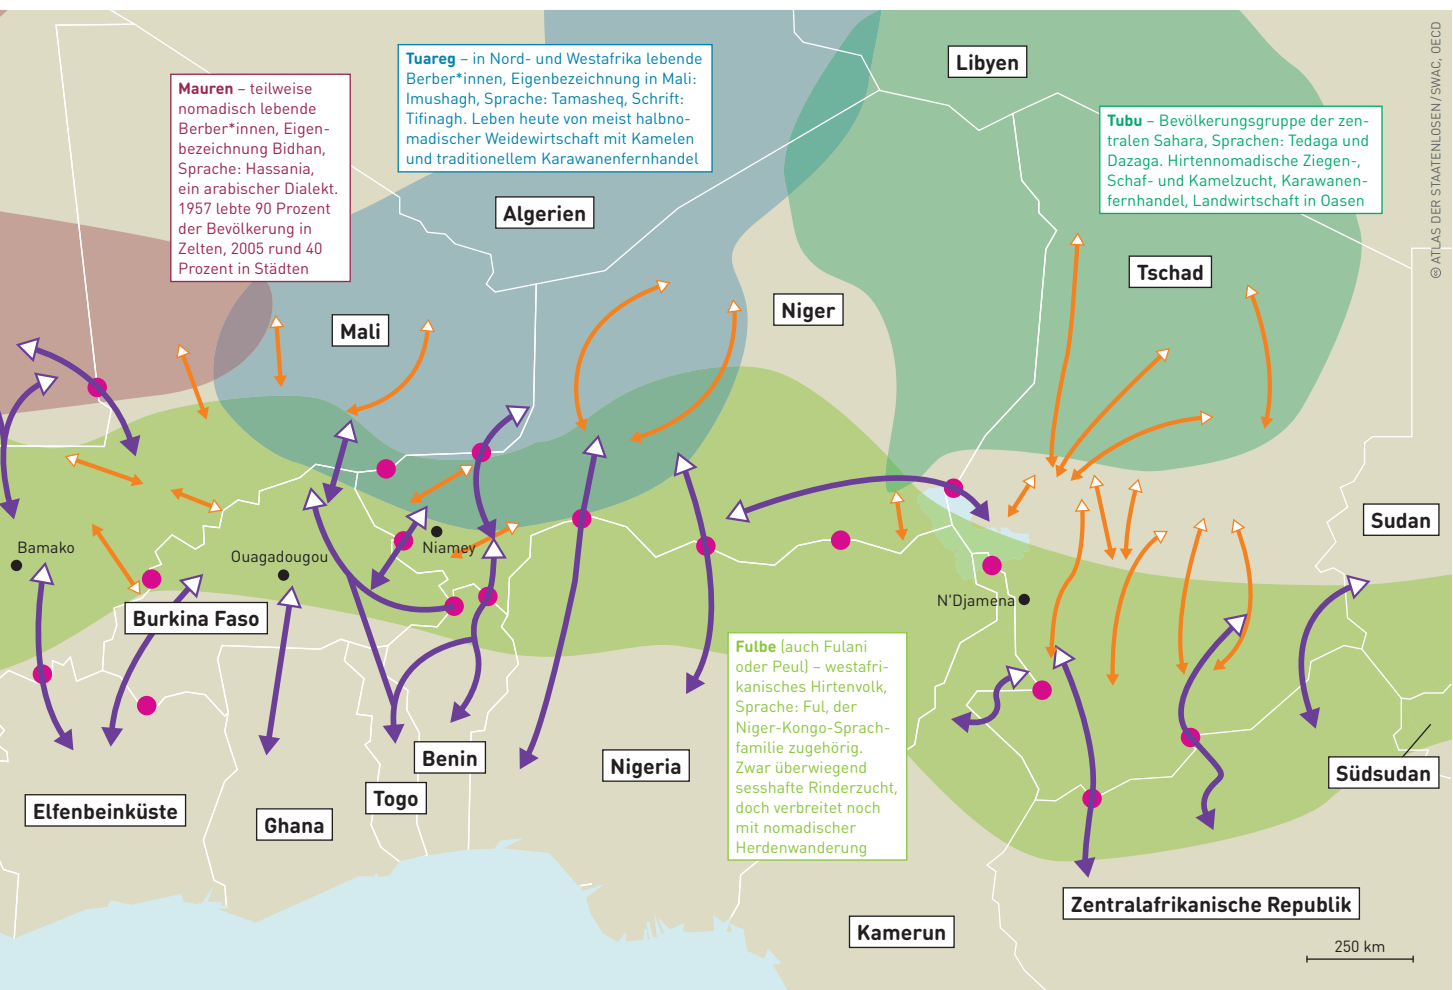 Mauren – teilweise
nomadisch lebende
Berber*innen, Eigen-
bezeichnung Bidhan,
Sprache: Hassania,
ein arabischer Dialekt.
1957 lebte 90 Prozent
der Bevölkerung in
Zelten, 2005 rund 40
Prozent in Städten
Tuareg – in Nord- und Westafrika lebende
Berber*innen, Eigenbezeichnung in Mali:
Imushagh, Sprache: Tamasheq, Schrift:
Tifinagh. Leben heute von meist halbno-
madischer Weidewirtschaft mit Kamelen
und traditionellem Karawanenfernhandel
Libyen
Tubu – Bevölkerungsgruppe der zen-
tralen Sahara, Sprachen: Tedaga und
Dazaga. Hirtennomadische Ziegen-,
Schaf- und Kamelzucht, Karawanen-
fernhandel, Landwirtschaft in Oasen
ATLAS DER STAATENLOSEN / SWAC, OECD
Algerien
Tschad
Niger
Mali
Sudan
Bamako
Ouagadougou
Niamey
N'Djamena
Burkina Faso
Fulbe (auch Fulani
oder Peul) – westafri-
kanisches Hirtenvolk,
Sprache: Ful, der
Niger-Kongo-Sprach-
familie zugehörig.
Zwar überwiegend
sesshafte Rinderzucht,
doch verbreitet noch
mit nomadischer
Herdenwanderung
Benin
Nigeria
Südsudan
Togo
Elfenbeinküste
Ghana
Zentralafrikanische Republik
Kamerun
250 km